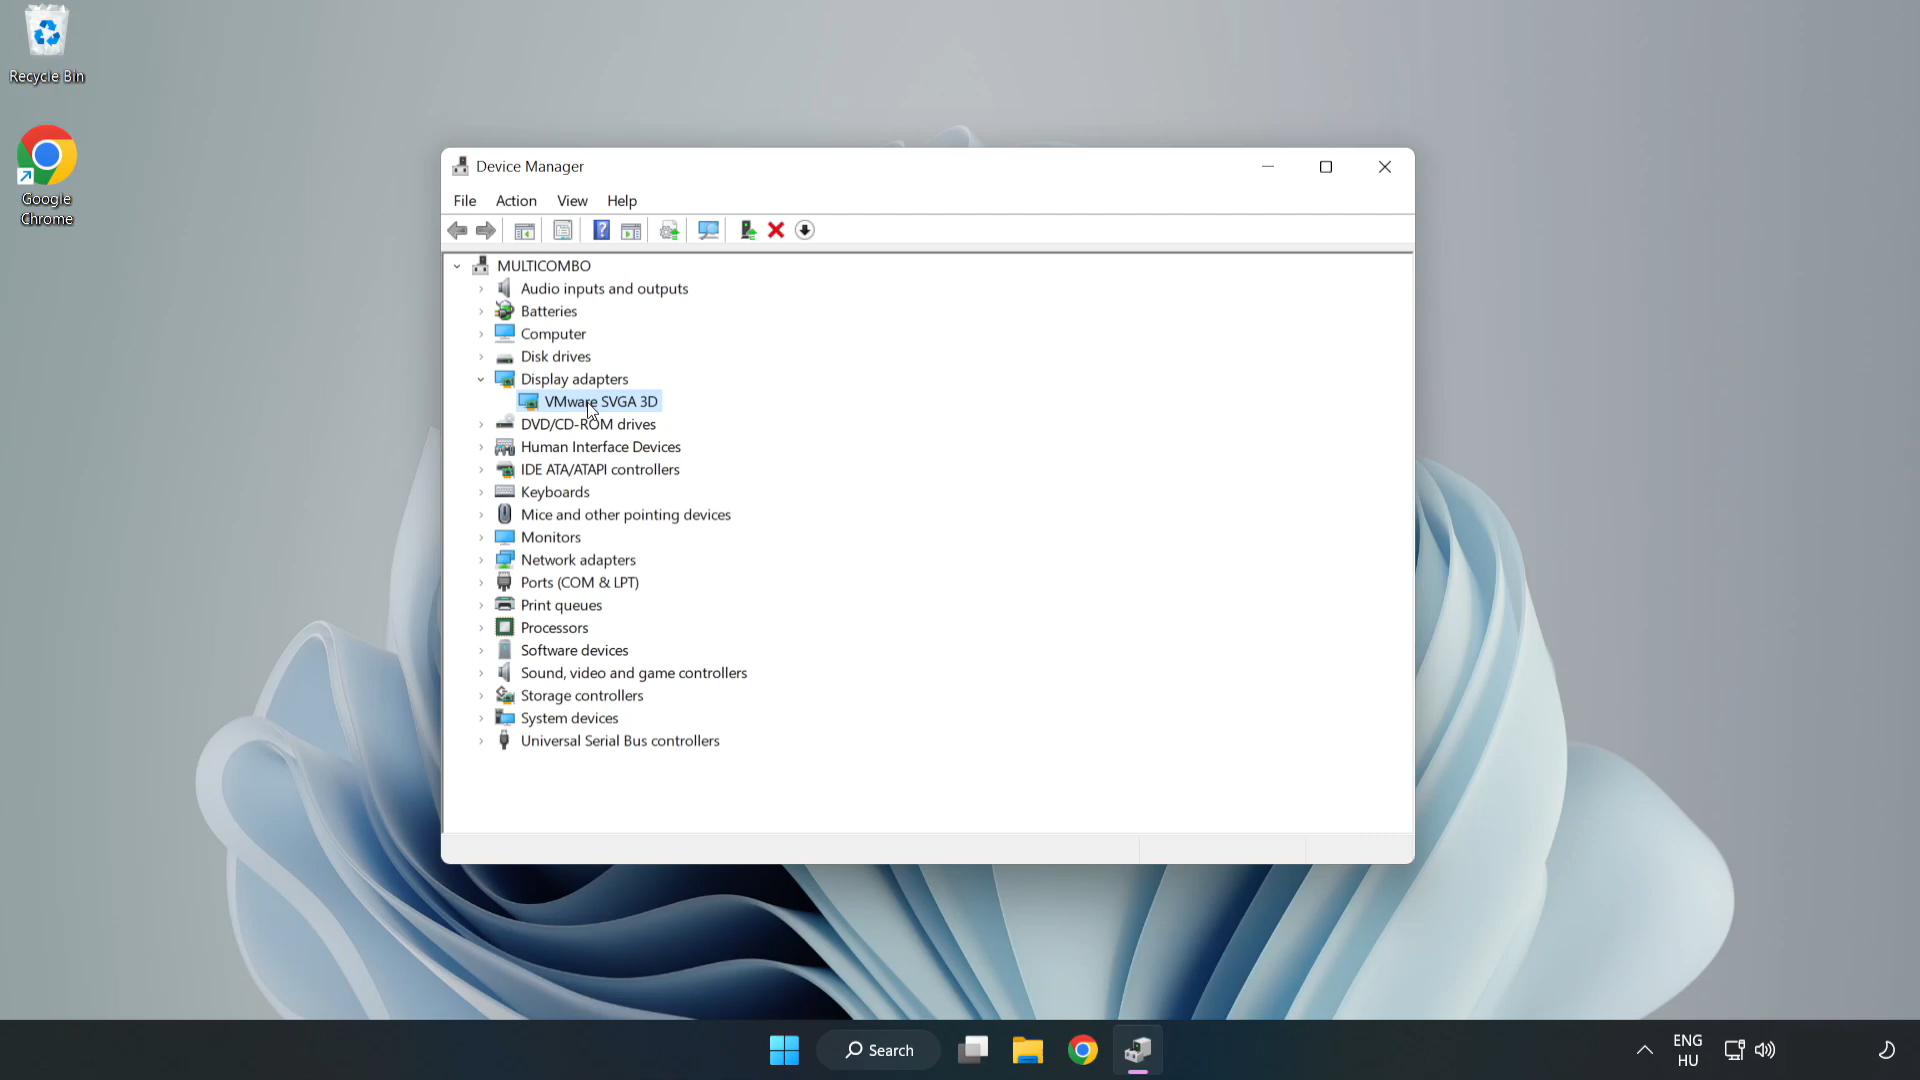 Recycle Bin
Google
Chrome
Device Manager
File Action View Help
MULTICOMBO
Audio inputs and outputs
Batteries
Computer
Disk drives
Display adapters
VMware SVGA 3D
DVD/CD-ROM drives
Human Interface Devices
IDE ATA/ATAPI controllers
Keyboards
Mice and other pointing devices
Monitors
Network adapters
Ports (COM & LPT)
Print queues
Processors
Software devices
Sound, video and game controllers
Storage controllers
System devices
Universal Serial Bus controllers
Search
ENG
HU